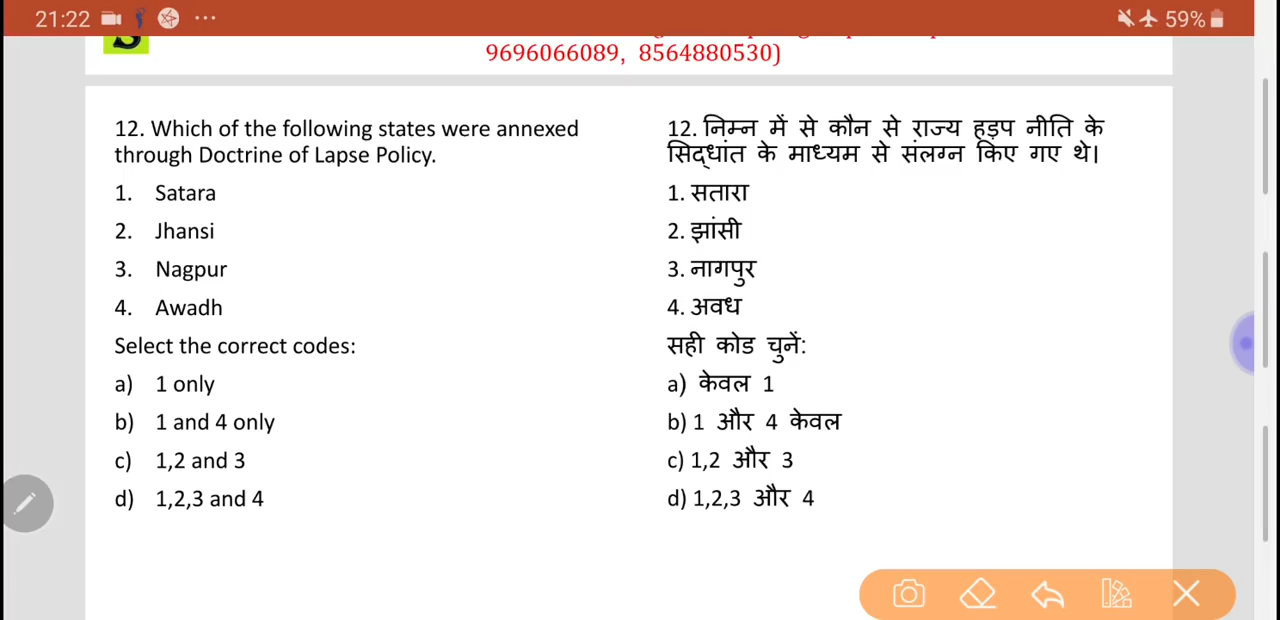 21:22
59%
9696066089, 8564880530)
12. Which of the following states were annexed
through Doctrine of Lapse Policy.
1. Satara
2. Jhansi
3. Nagpur
4. Awadh
Select the correct codes:
a) 1 only
b) 1 and 4 only
c) 1,2 and 3
d) 1,2,3 and 4
12. निम्न में से कौन से राज्य हड़प नीति के
सिद्धांत के माध्यम से संलग्न किए गए थे।
1. सतारा
2. झांसी
3. नागपुर
4. अवध
सही कोड चुनें:
a) केवल 1
b) 1 और 4 केवल
c) 1,2 और 3
d) 1,2,3 और 4